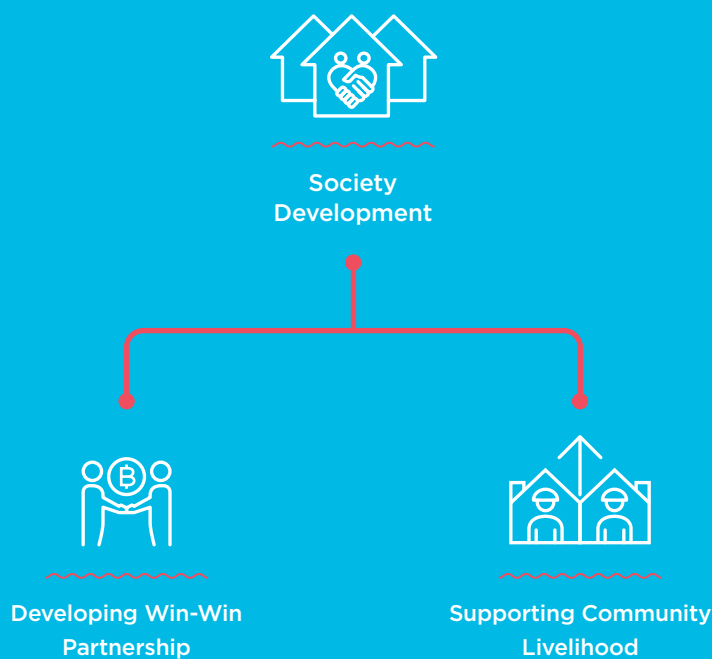 Society
Development
฿
Developing Win-Win
Partnership
Supporting Community
Livelihood